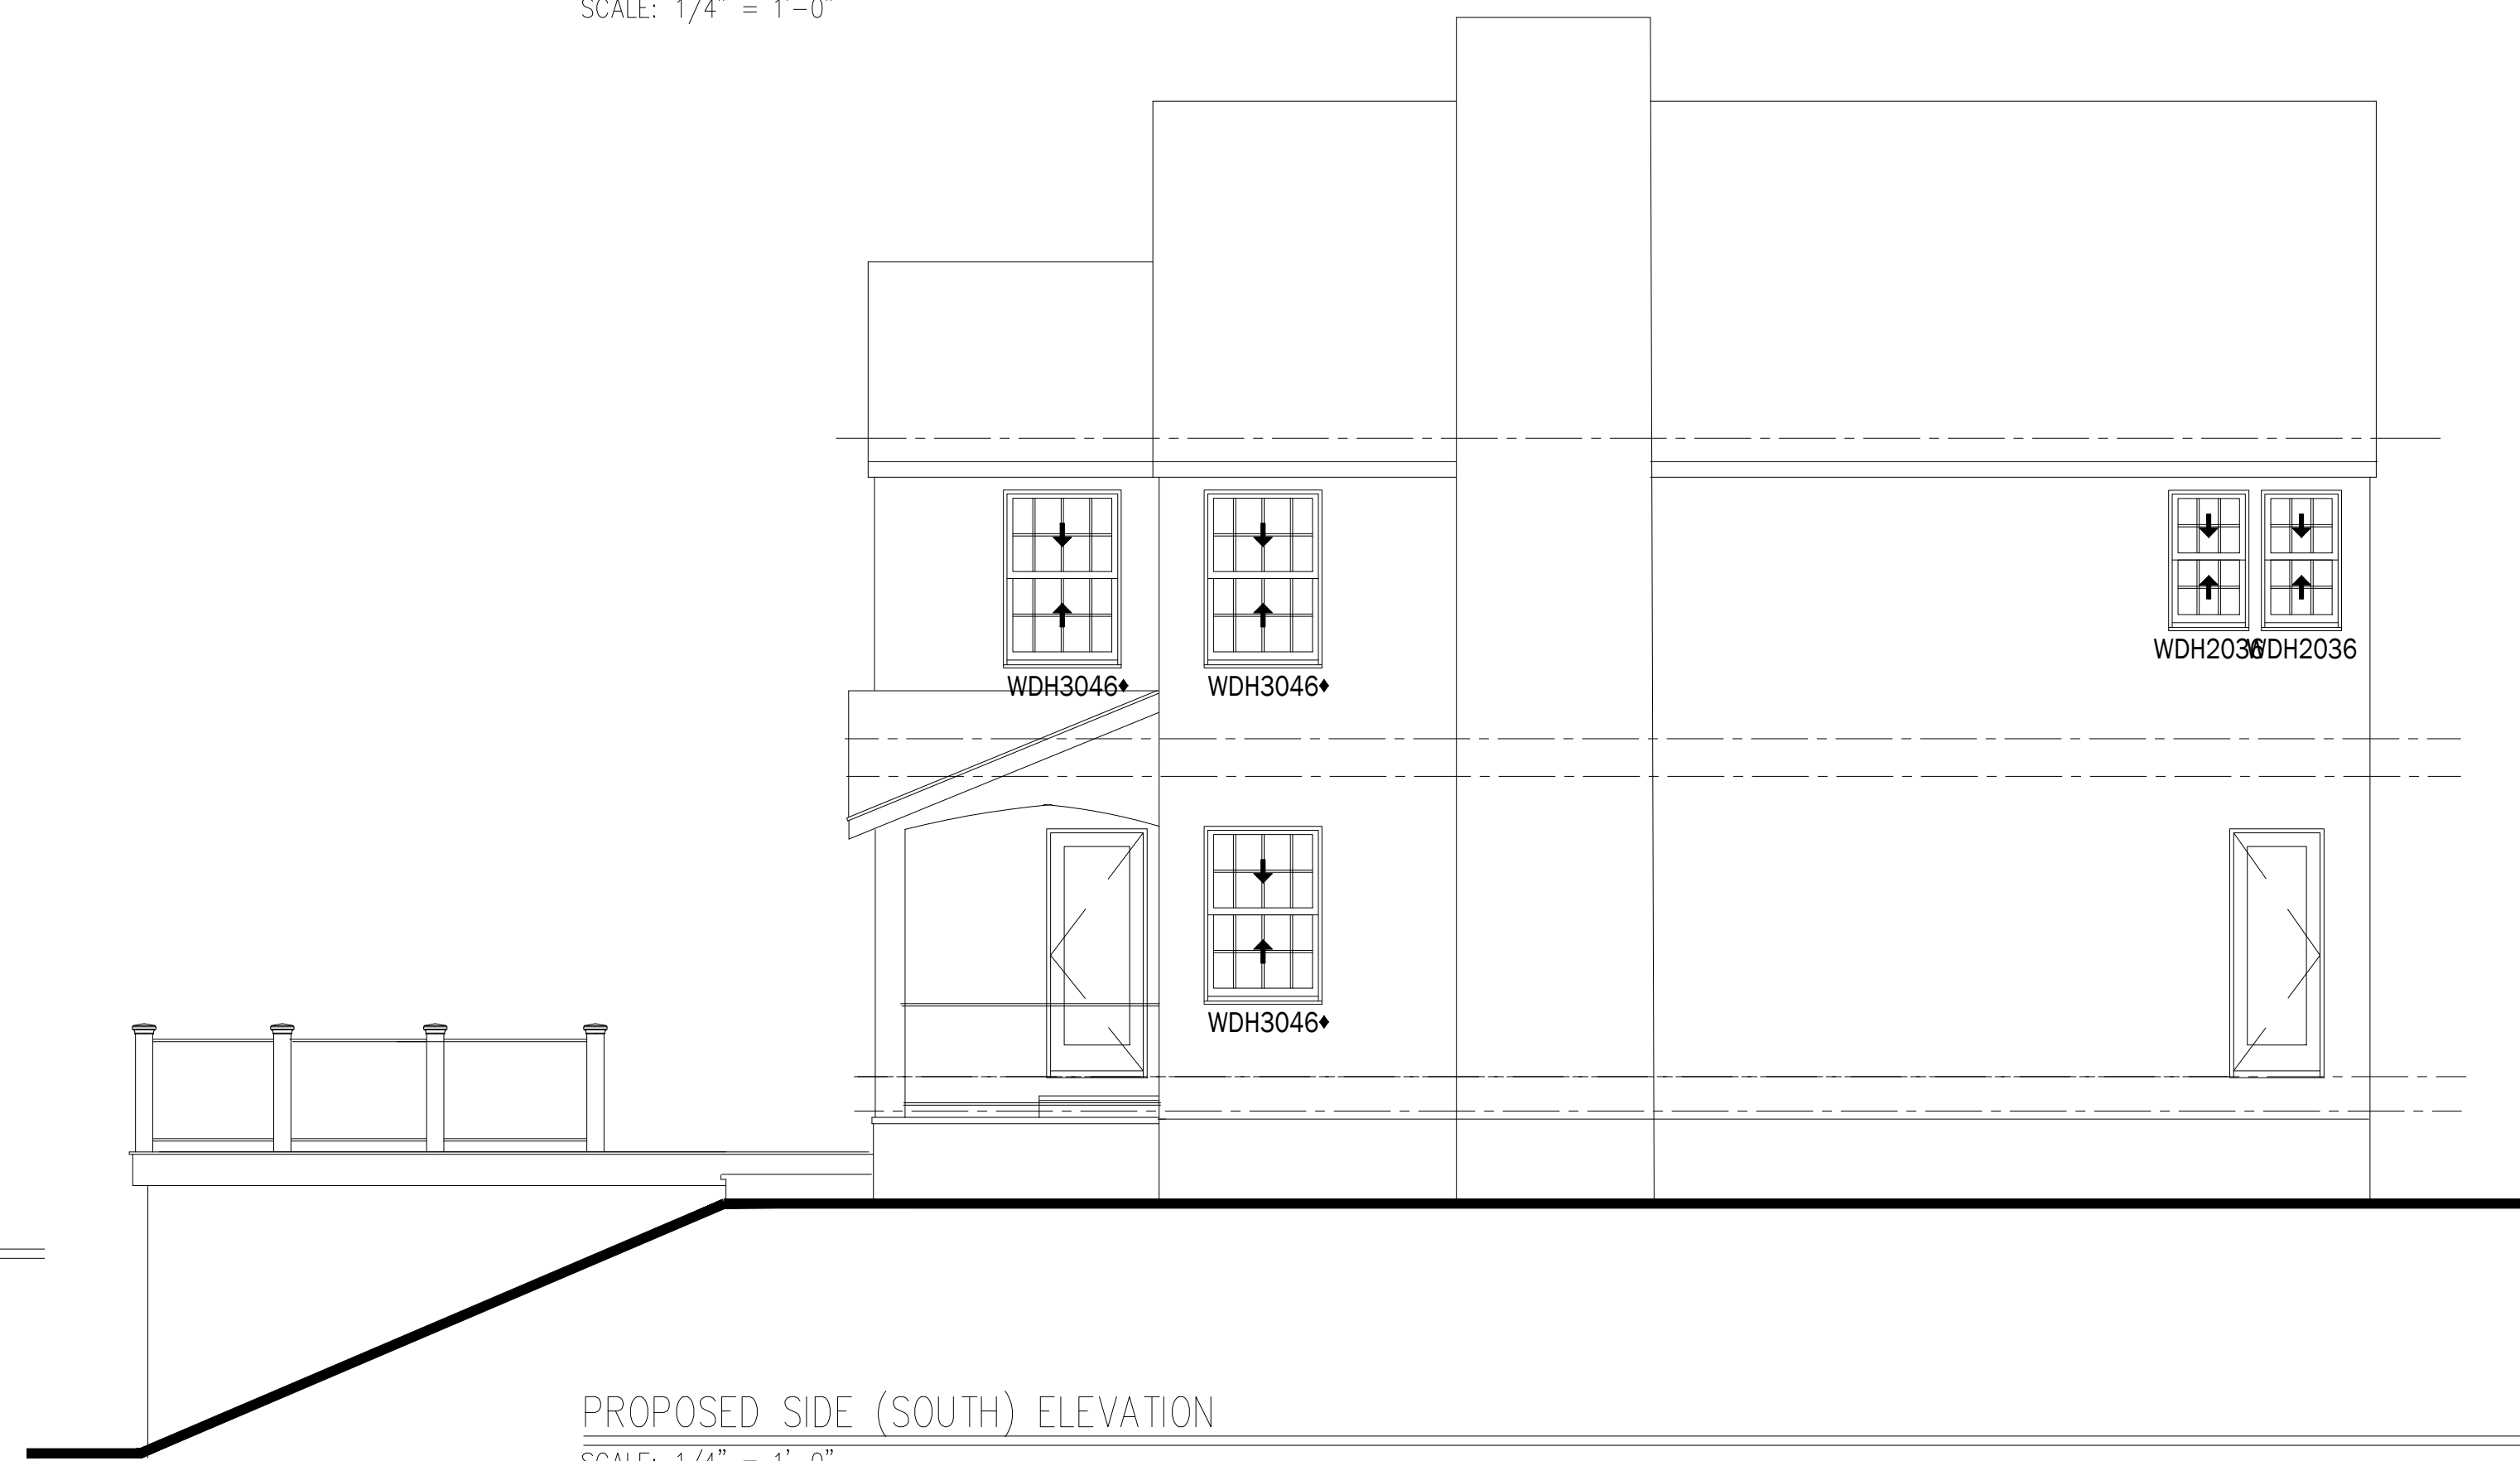 SCALE: 1/4" = 1'-0"
WDH2036 WDH2036
WDH3046♦ WDH3046♦
WDH3046♦
PROPOSED SIDE (SOUTH) ELEVATION
SCALE: 1/4" = 1'-0"